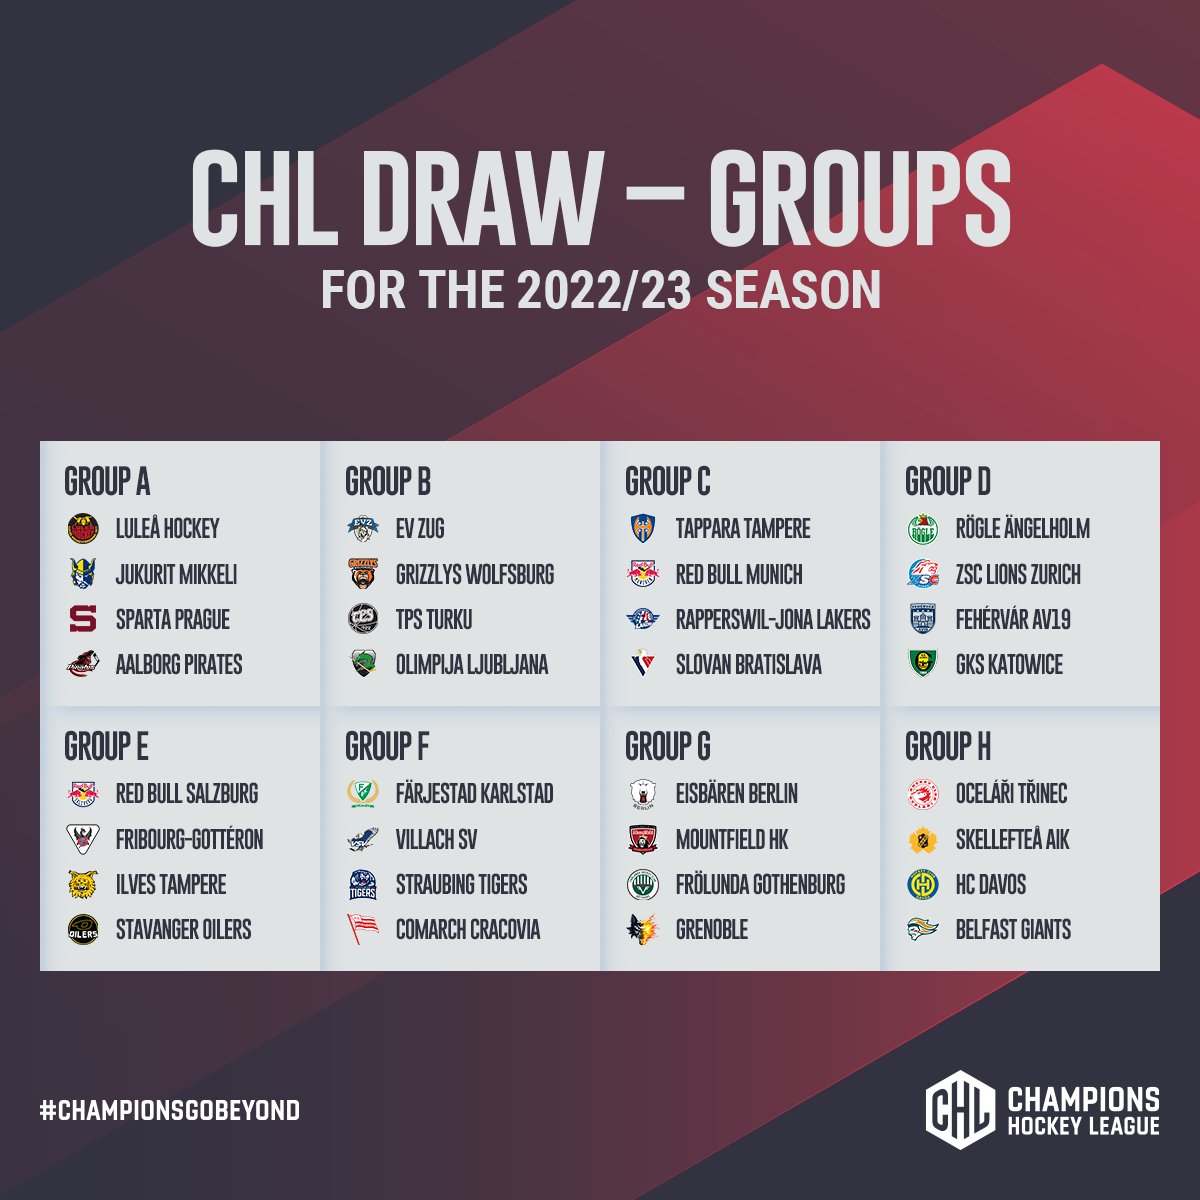 CHL DRAW – GROUPS
FOR THE 2022/23 SEASON
GROUP A
LULEÅ HOCKEY
JUKURIT MIKKELI
SPARTA PRAGUE
AALBORG PIRATES
GROUP B
EV ZUG
GRIZZLYS WOLFSBURG
TPS TURKU
OLIMPIJA LJUBLJANA
GROUP C
TAPPARA TAMPERE
RED BULL MUNICH
RAPPERSWIL-JONA LAKERS
SLOVAN BRATISLAVA
GROUP D
RÖGLE ÄNGELHOLM
ZSC LIONS ZURICH
FEHÉRVÁR AV19
GKS KATOWICE
GROUP E
RED BULL SALZBURG
FRIBOURG-GOTTÉRON
ILVES TAMPERE
STAVANGER OILERS
GROUP F
FÄRJESTAD KARLSTAD
VILLACH SV
STRAUBING TIGERS
COMARCH CRACOVIA
GROUP G
EISBÄREN BERLIN
MOUNTFIELD HK
FRÖLUNDA GOTHENBURG
GRENOBLE
GROUP H
OCELÁŘI TŘINEC
SKELLEFTEÅ AIK
HC DAVOS
BELFAST GIANTS
#CHAMPIONSGOBEYOND
CHL
CHAMPIONS
HOCKEY LEAGUE